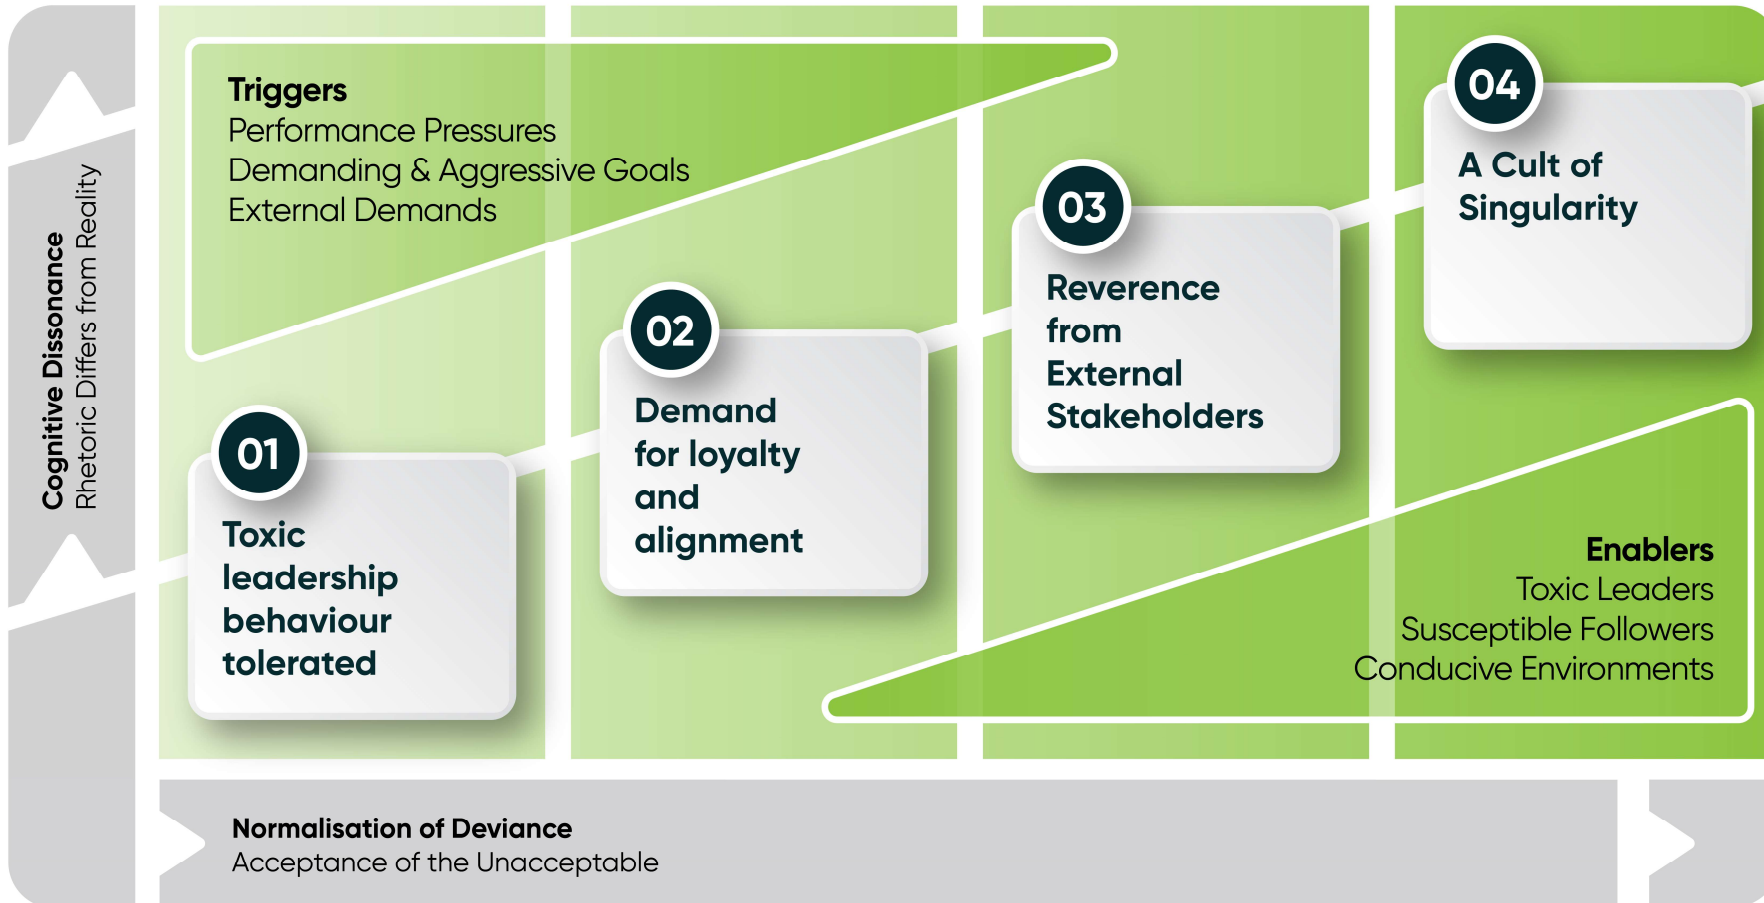 Cognitive Dissonance
Rhetoric Differs from Reality
Triggers
Performance Pressures
Demanding & Aggressive Goals
External Demands
01
Toxic
leadership
behaviour
tolerated
02
Demand
for loyalty
and
alignment
03
Reverence
from
External
Stakeholders
04
A Cult of
Singularity
Enablers
Toxic Leaders
Susceptible Followers
Conducive Environments
Normalisation of Deviance
Acceptance of the Unacceptable